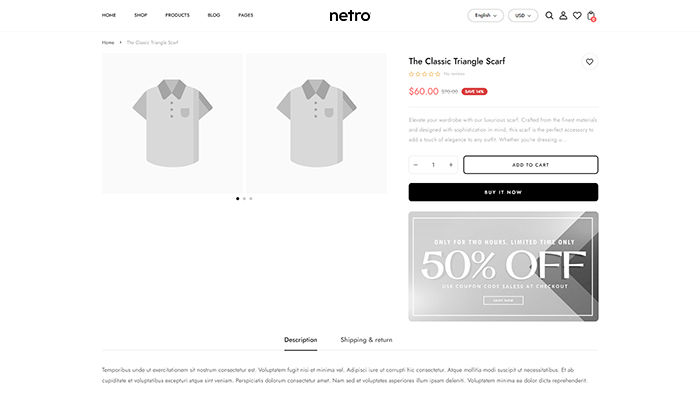 HOME SHOP PRODUCTS BLOG PAGES netro English USD
Home The Classic Triangle Scarf
The Classic Triangle Scarf
No reviews
$60.00 $70.00 SAVE 14%
Elevate your wardrobe with our luxurious scarf. Crafted from the finest materials
and designed with sophistication in mind, this scarf is the perfect accessory to
add a touch of elegance to any outfit. Whether you're dressing u...
1 ADD TO CART
BUY IT NOW
ONLY FOR TWO HOURS. LIMITED TIME ONLY
50% OFF
USE COUPON CODE SALE50 AT CHECKOUT
SHOP NOW
Description Shipping & return
Temporibus unde ut exercitationem sit nostrum consectetur est. Voluptatem fugit nisi et minima vel. Adipisci iure ut corrupti hic consectetur. Atque mollitia modi suscipit ut necessitatibus. Et ab
cupiditate et voluptatibus excepturi atque sint veniam. Perspiciatis dolorum consectetur amet. Nam sed et voluptates asperiores illum ipsam deleniti. Voluptatem minima ea dolor dicta reprehenderit.